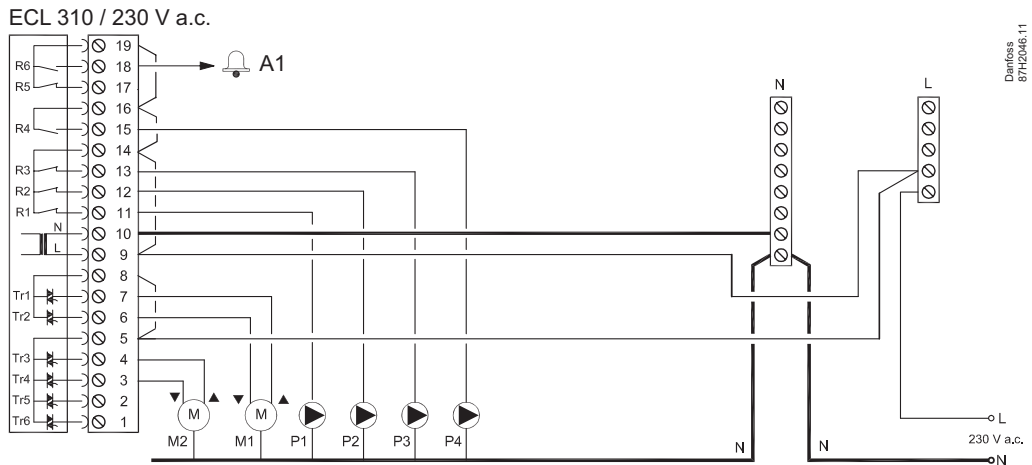 ECL 310 / 230 V a.c.
Danfoss
87H2046.11
19
R6 18 A1
R5 17
N L
16
R4 15
14
R3 13
R2 12
R1 11
N 10
L 9
8
Tr1 7
Tr2 6
5
Tr3 4
Tr4 3
Tr5 2
Tr6 1
M M
M2 M1 P1 P2 P3 P4
N N
L
230 V a.c.
N